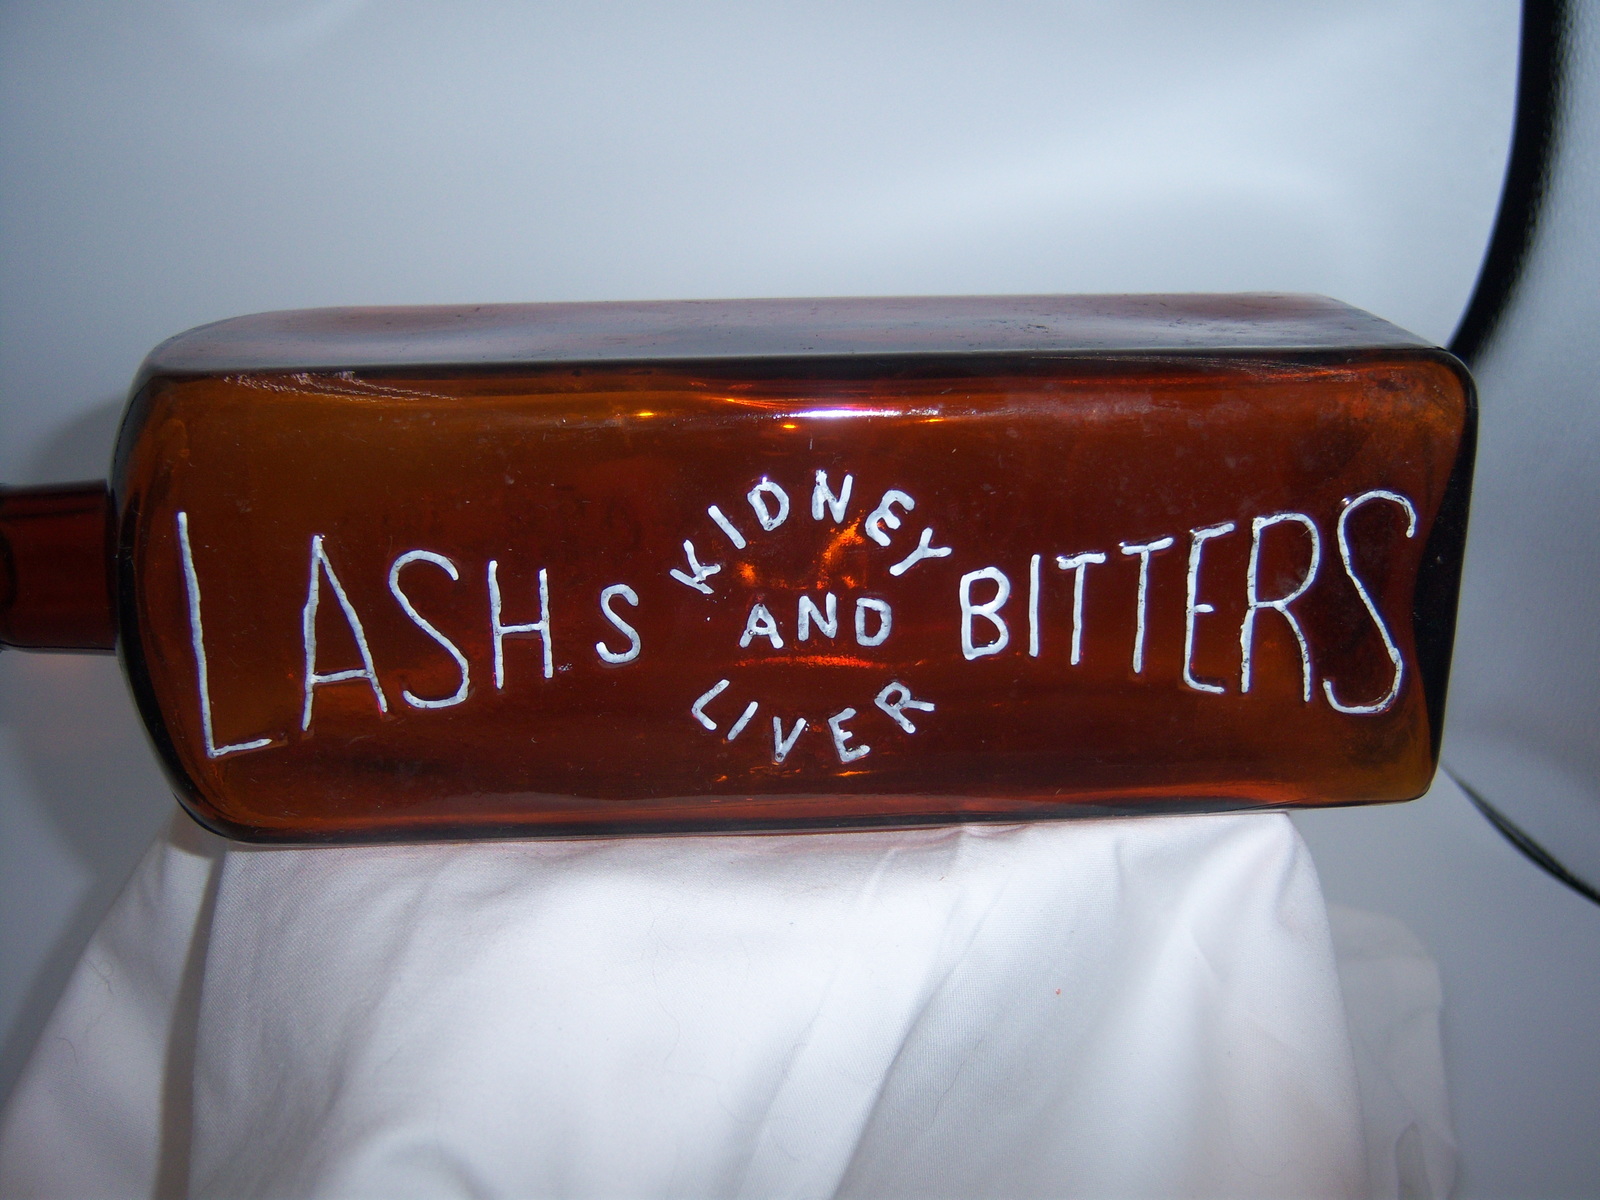 LASH S
KIDNEY
AND
LIVER
BITTERS